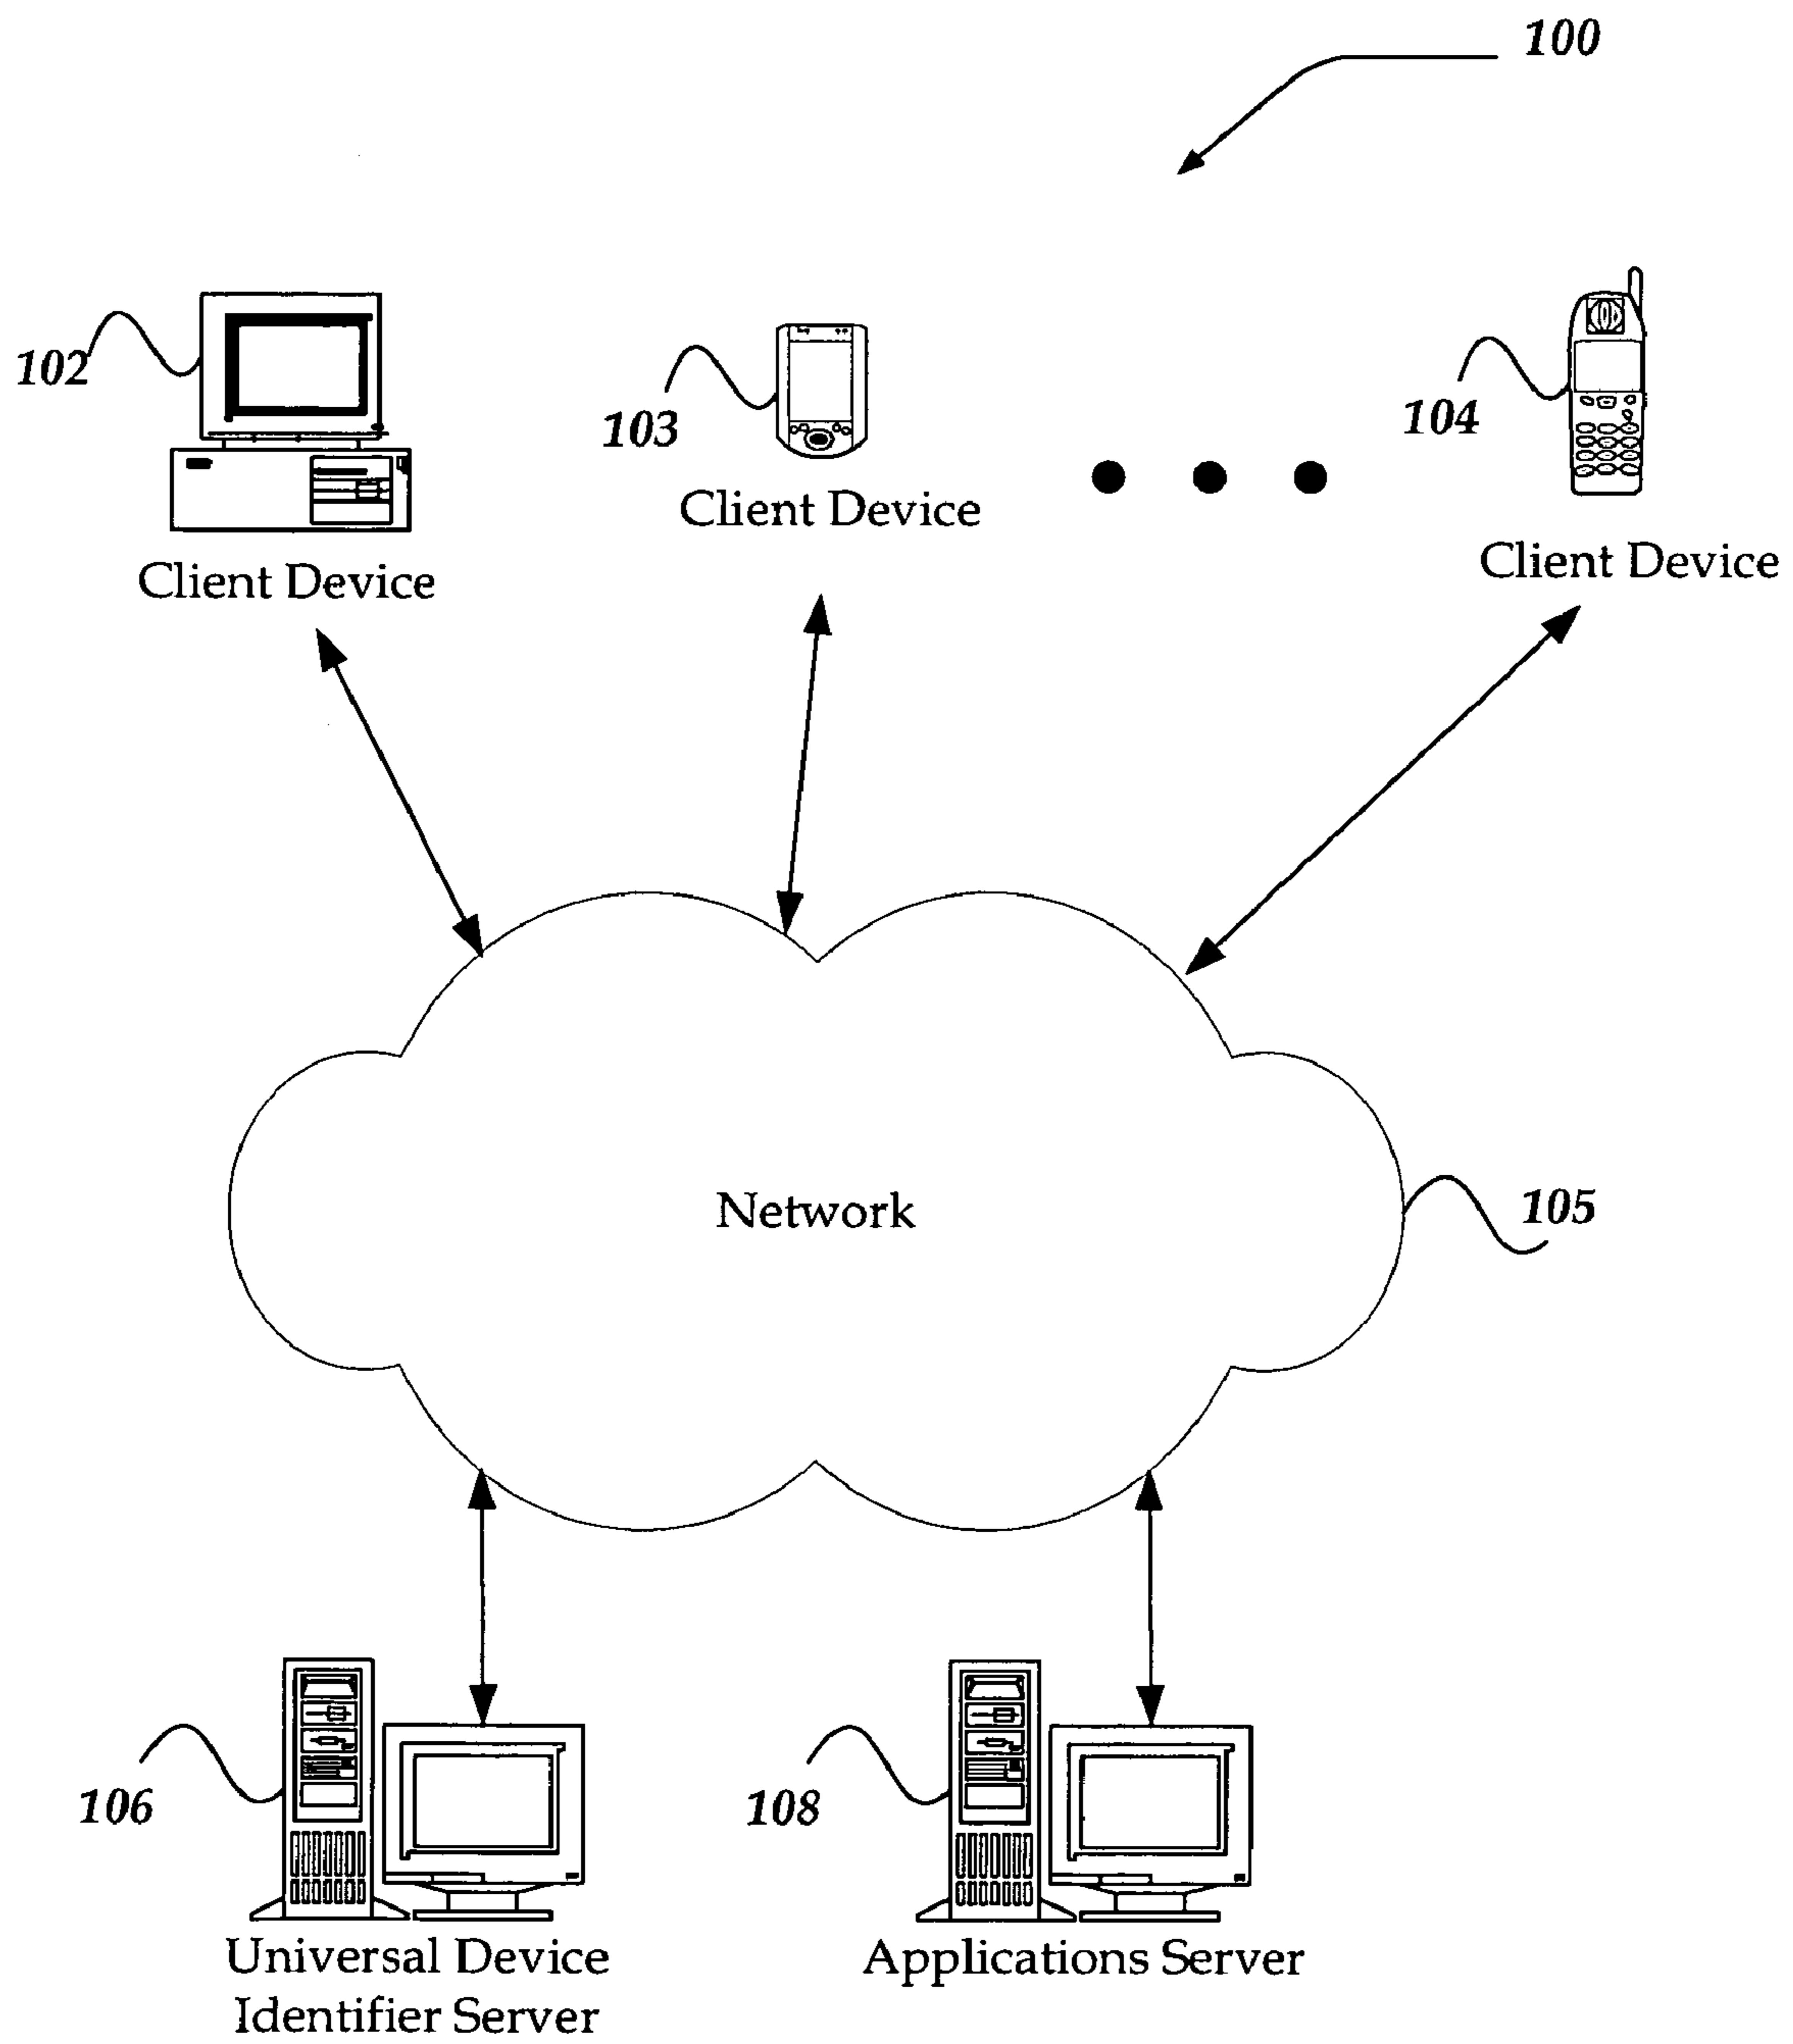 100
102
103
104
Client Device
Client Device
Client Device
Network
105
106
108
Universal Device
Identifier Server
Applications Server